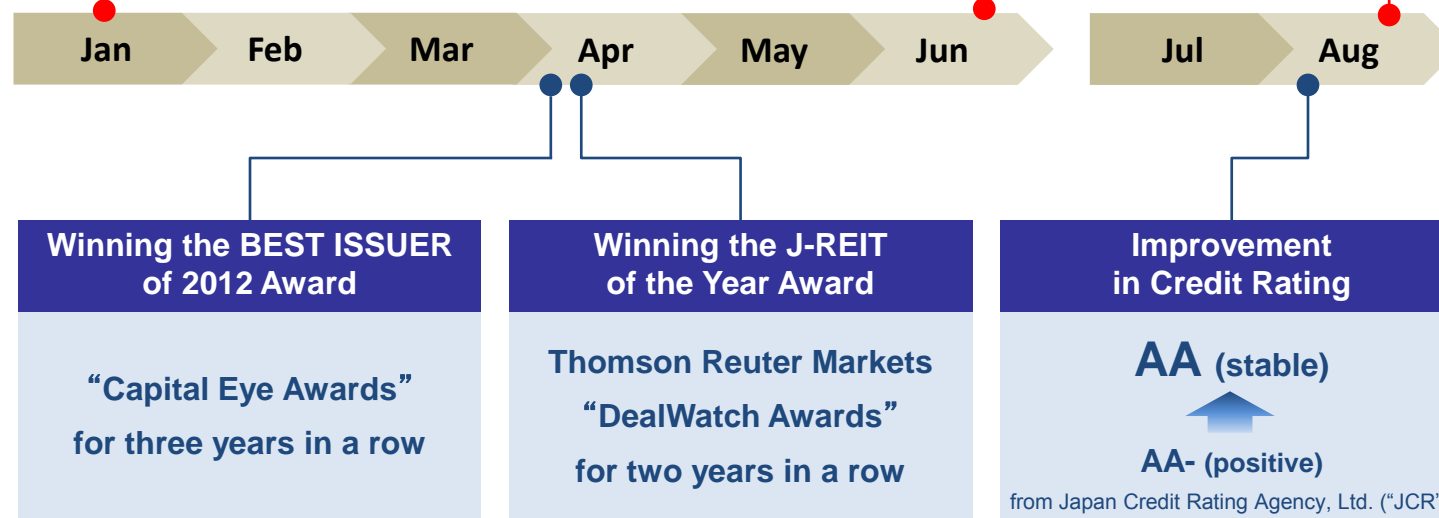 Jan Feb Mar Apr May Jun Jul Aug
Winning the BEST ISSUER
of 2012 Award
“Capital Eye Awards”
for three years in a row
Winning the J-REIT
of the Year Award
Thomson Reuter Markets
“DealWatch Awards”
for two years in a row
Improvement
in Credit Rating
AA (stable)
AA- (positive)
from Japan Credit Rating Agency, Ltd. (“JCR”